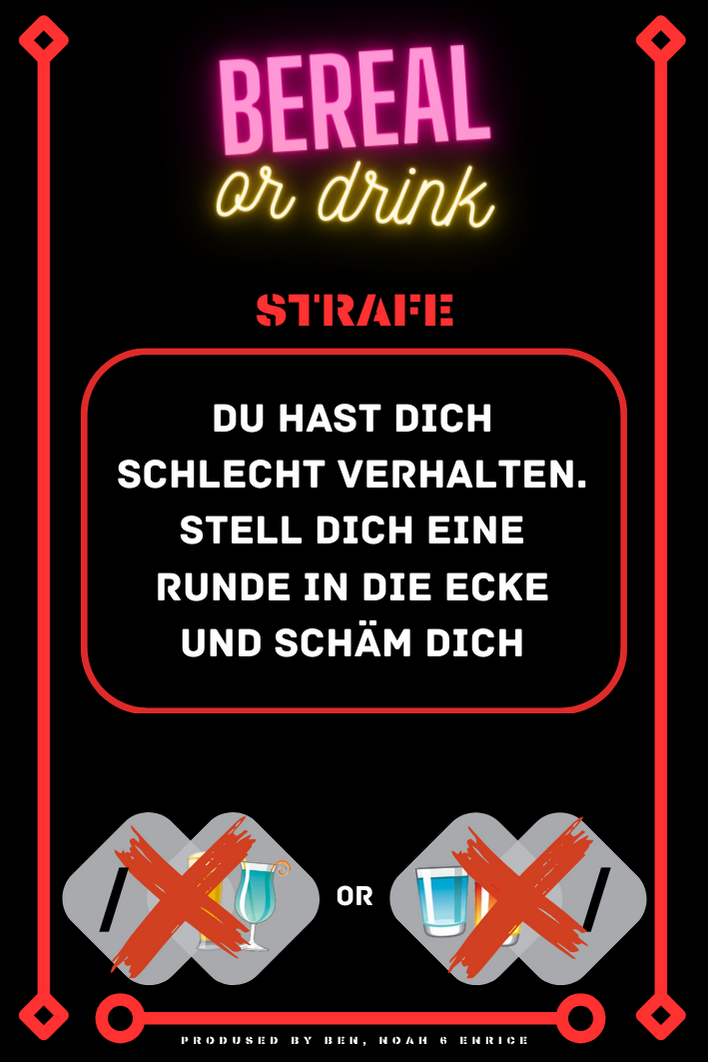 BEREAL
or drink
STRAFE
DU HAST DICH
SCHLECHT VERHALTEN.
STELL DICH EINE
RUNDE IN DIE ECKE
UND SCHÄM DICH
/ OR /
PRODUSED BY BEN, NOAH & ENRICE